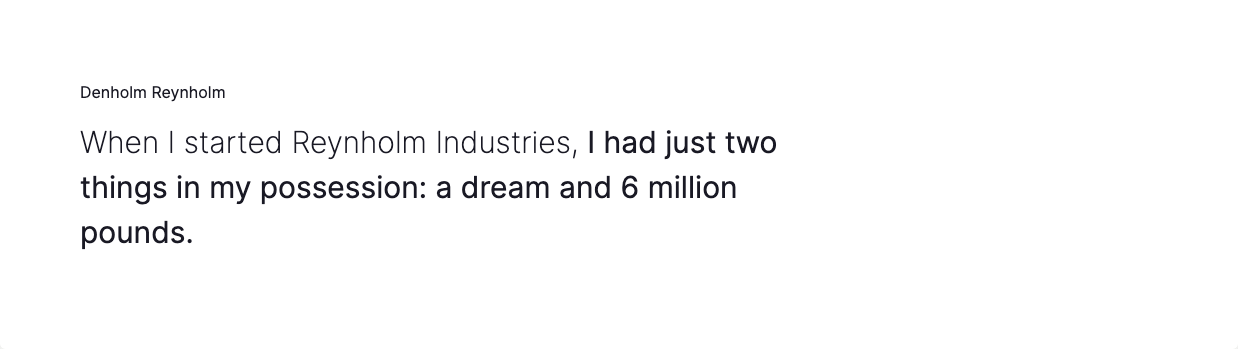 Denholm Reynholm
When I started Reynholm Industries, I had just two
things in my possession: a dream and 6 million
pounds.